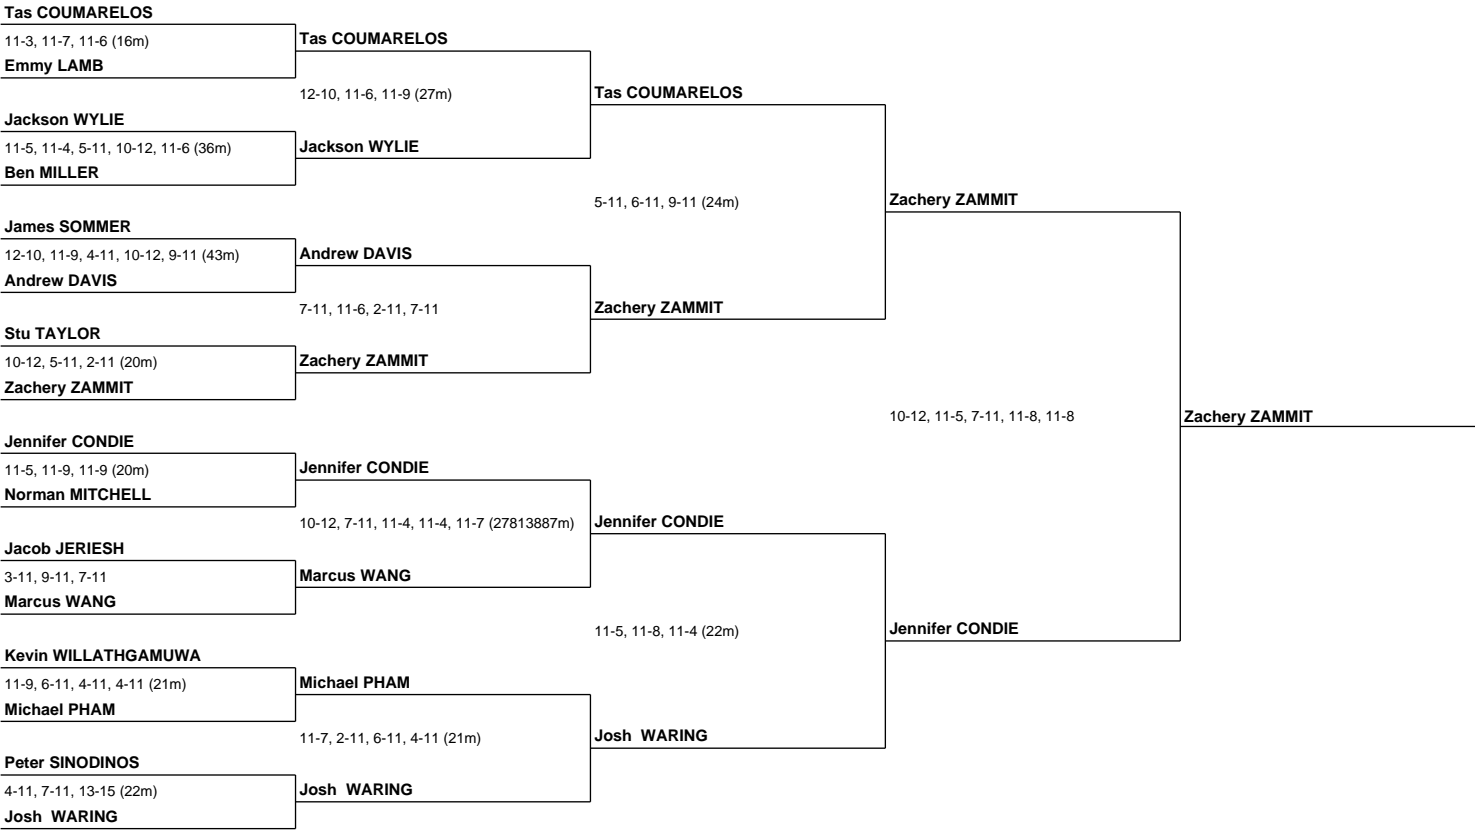 Tas COUMARELOS
11-3, 11-7, 11-6 (16m)
Emmy LAMB
Jackson WYLIE
11-5, 11-4, 5-11, 10-12, 11-6 (36m)
Ben MILLER
James SOMMER
12-10, 11-9, 4-11, 10-12, 9-11 (43m)
Andrew DAVIS
Stu TAYLOR
10-12, 5-11, 2-11 (20m)
Zachery ZAMMIT
Jennifer CONDIE
11-5, 11-9, 11-9 (20m)
Norman MITCHELL
Jacob JERIESH
3-11, 9-11, 7-11
Marcus WANG
Kevin WILLATHGAMUWA
11-9, 6-11, 4-11, 4-11 (21m)
Michael PHAM
Peter SINODINOS
4-11, 7-11, 13-15 (22m)
Josh WARING
Tas COUMARELOS
12-10, 11-6, 11-9 (27m)
Jackson WYLIE
Andrew DAVIS
7-11, 11-6, 2-11, 7-11
Zachery ZAMMIT
Jennifer CONDIE
10-12, 7-11, 11-4, 11-4, 11-7 (27813887m)
Marcus WANG
Michael PHAM
11-7, 2-11, 6-11, 4-11 (21m)
Josh WARING
Tas COUMARELOS
5-11, 6-11, 9-11 (24m)
Zachery ZAMMIT
Jennifer CONDIE
11-5, 11-8, 11-4 (22m)
Josh WARING
Zachery ZAMMIT
10-12, 11-5, 7-11, 11-8, 11-8
Jennifer CONDIE
Zachery ZAMMIT